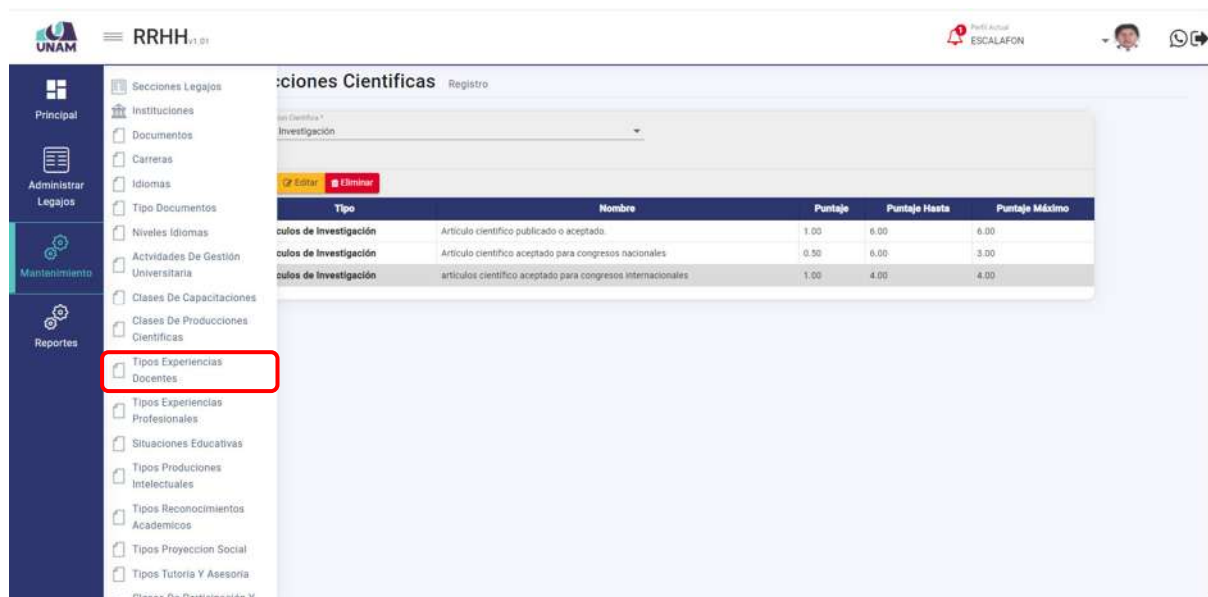 UNAM
RRHH v1.01
1
Perfil Actual
ESCALAFON
Principal
Administrar
Legajos
Mantenimiento
Reportes
Secciones Legajos
Instituciones
Documentos
Carreras
Idiomas
Tipo Documentos
Niveles Idiomas
Actvidades De Gestión
Universitaria
Clases De Capacitaciones
Clases De Producciones
Cientificas
Tipos Experiencias
Docentes
Tipos Experiencias
Profesionales
Situaciones Educativas
Tipos Produciones
Intelectuales
Tipos Reconocimientos
Academicos
Tipos Proyeccion Social
Tipos Tutoria Y Asesoria
Clases De Participación Y
cciones Cientificas Registro
Cientifica *
Investigación
Editar Eliminar
Tipo Nombre Puntaje Puntaje Hasta Puntaje Máximo
culos de Investigación Artículo científico publicado o aceptado. 1.00 6.00 6.00
culos de Investigación Artículo científico aceptado para congresos nacionales 0.50 6.00 3.00
culos de Investigación artículos científico aceptado para congresos internacionales 1.00 4.00 4.00